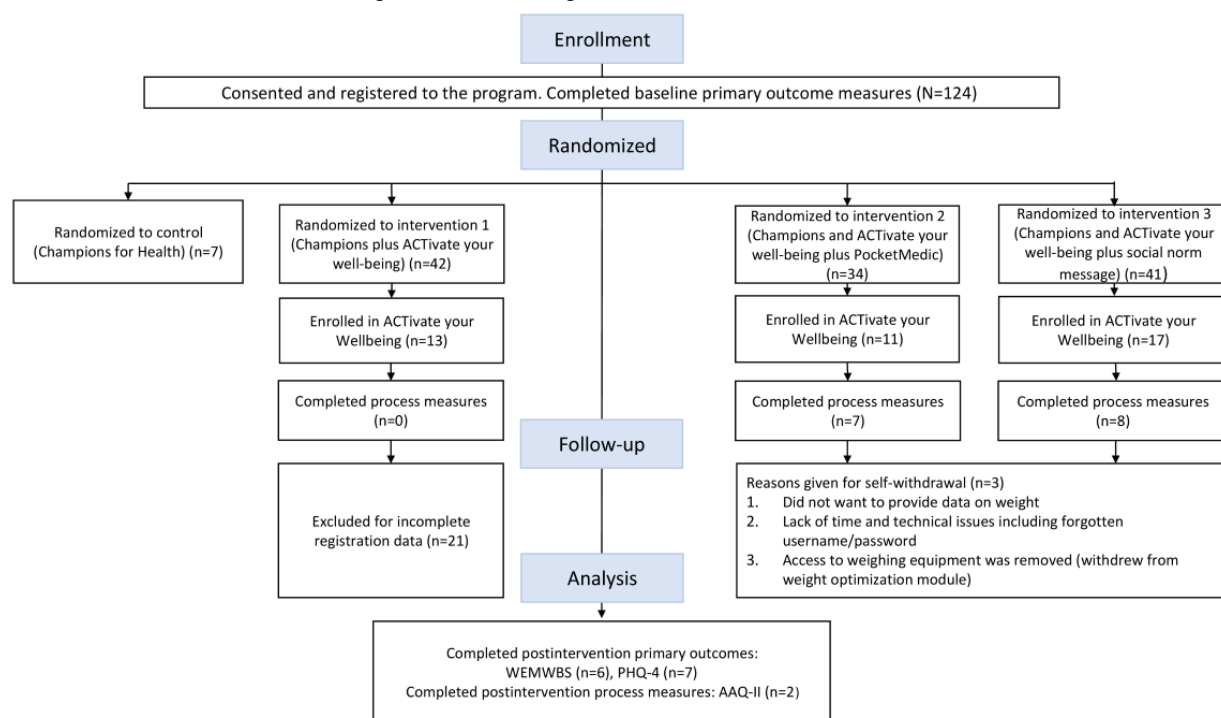 Enrollment
Consented and registered to the program. Completed baseline primary outcome measures (N=124)
Randomized
Randomized to control
(Champions for Health) (n=7)
Randomized to intervention 1
(Champions plus ACTivate your
well-being) (n=42)
Randomized to intervention 2
(Champions and ACTivate your
well-being plus PocketMedic)
(n=34)
Randomized to intervention 3
(Champions and ACTivate your
well-being plus social norm
message) (n=41)
Enrolled in ACTivate your
Wellbeing (n=13)
Enrolled in ACTivate your
Wellbeing (n=11)
Enrolled in ACTivate your
Wellbeing (n=17)
Completed process measures
(n=0)
Completed process measures
(n=7)
Completed process measures
(n=8)
Follow-up
Excluded for incomplete
registration data (n=21)
Reasons given for self-withdrawal (n=3)
1. Did not want to provide data on weight
2. Lack of time and technical issues including forgotten
username/password
3. Access to weighing equipment was removed (withdrew from
weight optimization module)
Analysis
Completed postintervention primary outcomes:
WEMWBS (n=6), PHQ-4 (n=7)
Completed postintervention process measures: AAQ-II (n=2)